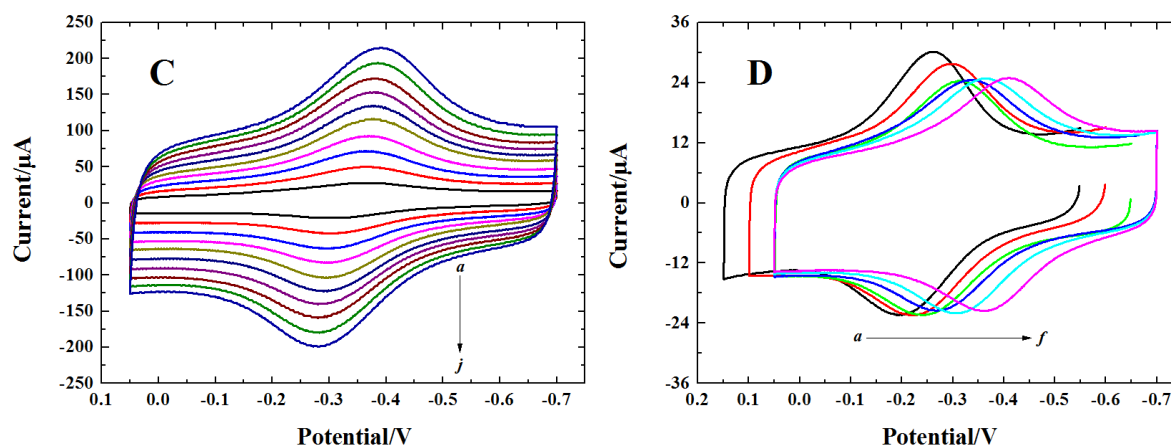 C
250
200
150
100
50
0
-50
-100
-150
-200
-250
Current/μA
0.1 0.0 -0.1 -0.2 -0.3 -0.4 -0.5 -0.6 -0.7
Potential/V
a
j
D
36
24
12
0
-12
-24
-36
Current/μA
0.2 0.1 0.0 -0.1 -0.2 -0.3 -0.4 -0.5 -0.6 -0.7
Potential/V
a f